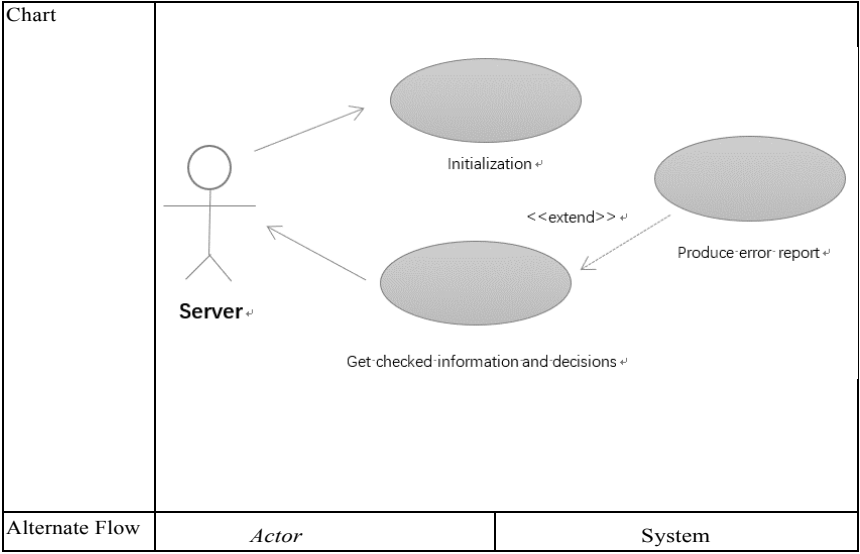 Chart
Initialization
<<extend>>
Produce error report
Server
Get checked information and decisions
Alternate Flow
Actor
System